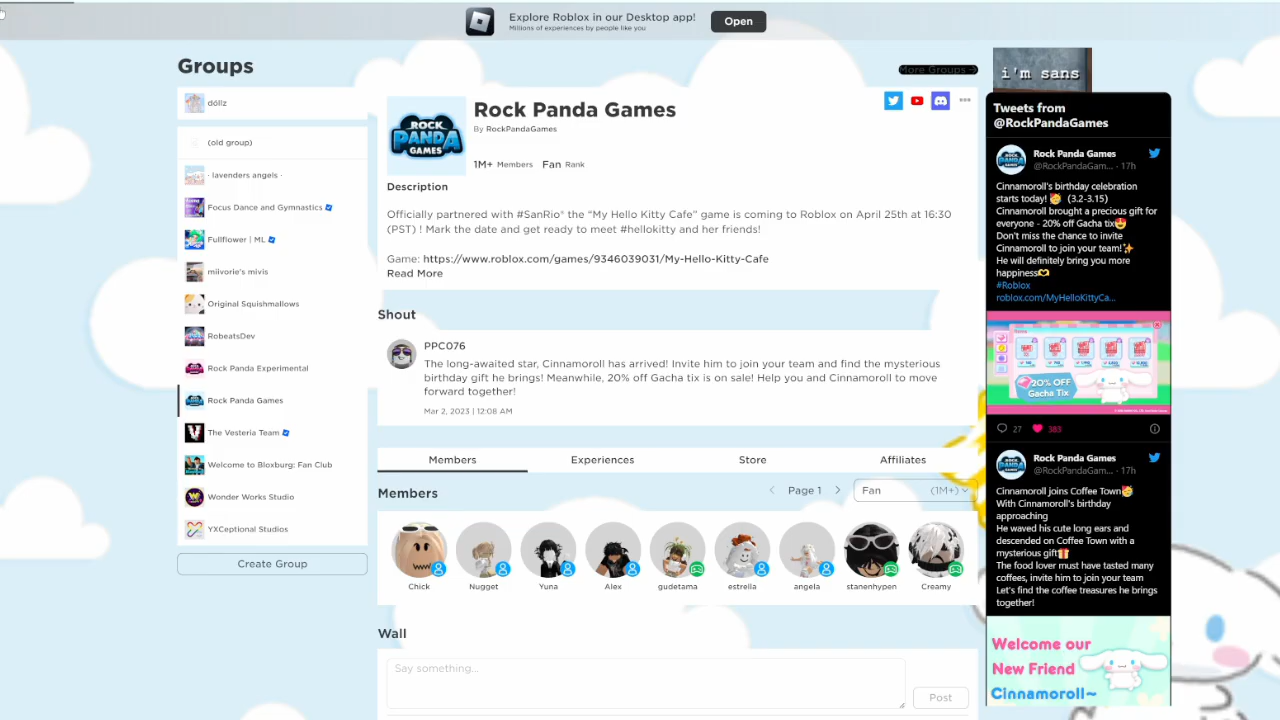 Explore Roblox in our Desktop app!
Millions of experiences by people like you
Open
Groups
More Groups →
dóllz
(old group)
· lavenders angels ·
Focus Dance and Gymnastics
Fullflower | ML
miivorie's mivis
Original Squishmallows
RobeatsDev
Rock Panda Experimental
Rock Panda Games
The Vesteria Team
Welcome to Bloxburg: Fan Club
Wonder Works Studio
YXCeptional Studios
Create Group
ROCK
PANDA
GAMES
Rock Panda Games
By RockPandaGames
1M+ Members Fan Rank
Description
Officially partnered with #SanRio® the “My Hello Kitty Cafe” game is coming to Roblox on April 25th at 16:30
(PST) ! Mark the date and get ready to meet #hellokitty and her friends!
Game: https://www.roblox.com/games/9346039031/My-Hello-Kitty-Cafe
Read More
Shout
PPC076
The long-awaited star, Cinnamoroll has arrived! Invite him to join your team and find the mysterious
birthday gift he brings! Meanwhile, 20% off Gacha tix is on sale! Help you and Cinnamoroll to move
forward together!
Mar 2, 2023 | 12:08 AM
Members
Experiences
Store
Affiliates
Members
Page 1
Fan (1M+)
Chick
Nugget
Yuna
Alex
gudetama
estrella
angela
stanenhypen
Creamy
Wall
Say something...
Post
i'm sans
Tweets from
@RockPandaGames
Rock Panda Games
@RockPandaGam... · 17h
Cinnamoroll's birthday celebration
starts today! 🥳 (3.2-3.15)
Cinnamoroll brought a precious gift for
everyone - 20% off Gacha tix😍
Don't miss the chance to invite
Cinnamoroll to join your team!✨
He will definitely bring you more
happiness🫶
#Roblox
roblox.com/MyHelloKittyCa...
20% OFF
Gacha Tix
27 383
Rock Panda Games
@RockPandaGam... · 17h
Cinnamoroll joins Coffee Town🥳
With Cinnamoroll's birthday
approaching
He waved his cute long ears and
descended on Coffee Town with a
mysterious gift🎁
The food lover must have tasted many
coffees, invite him to join your team
Let's find the coffee treasures he brings
together!
Welcome our
New Friend
Cinnamoroll~